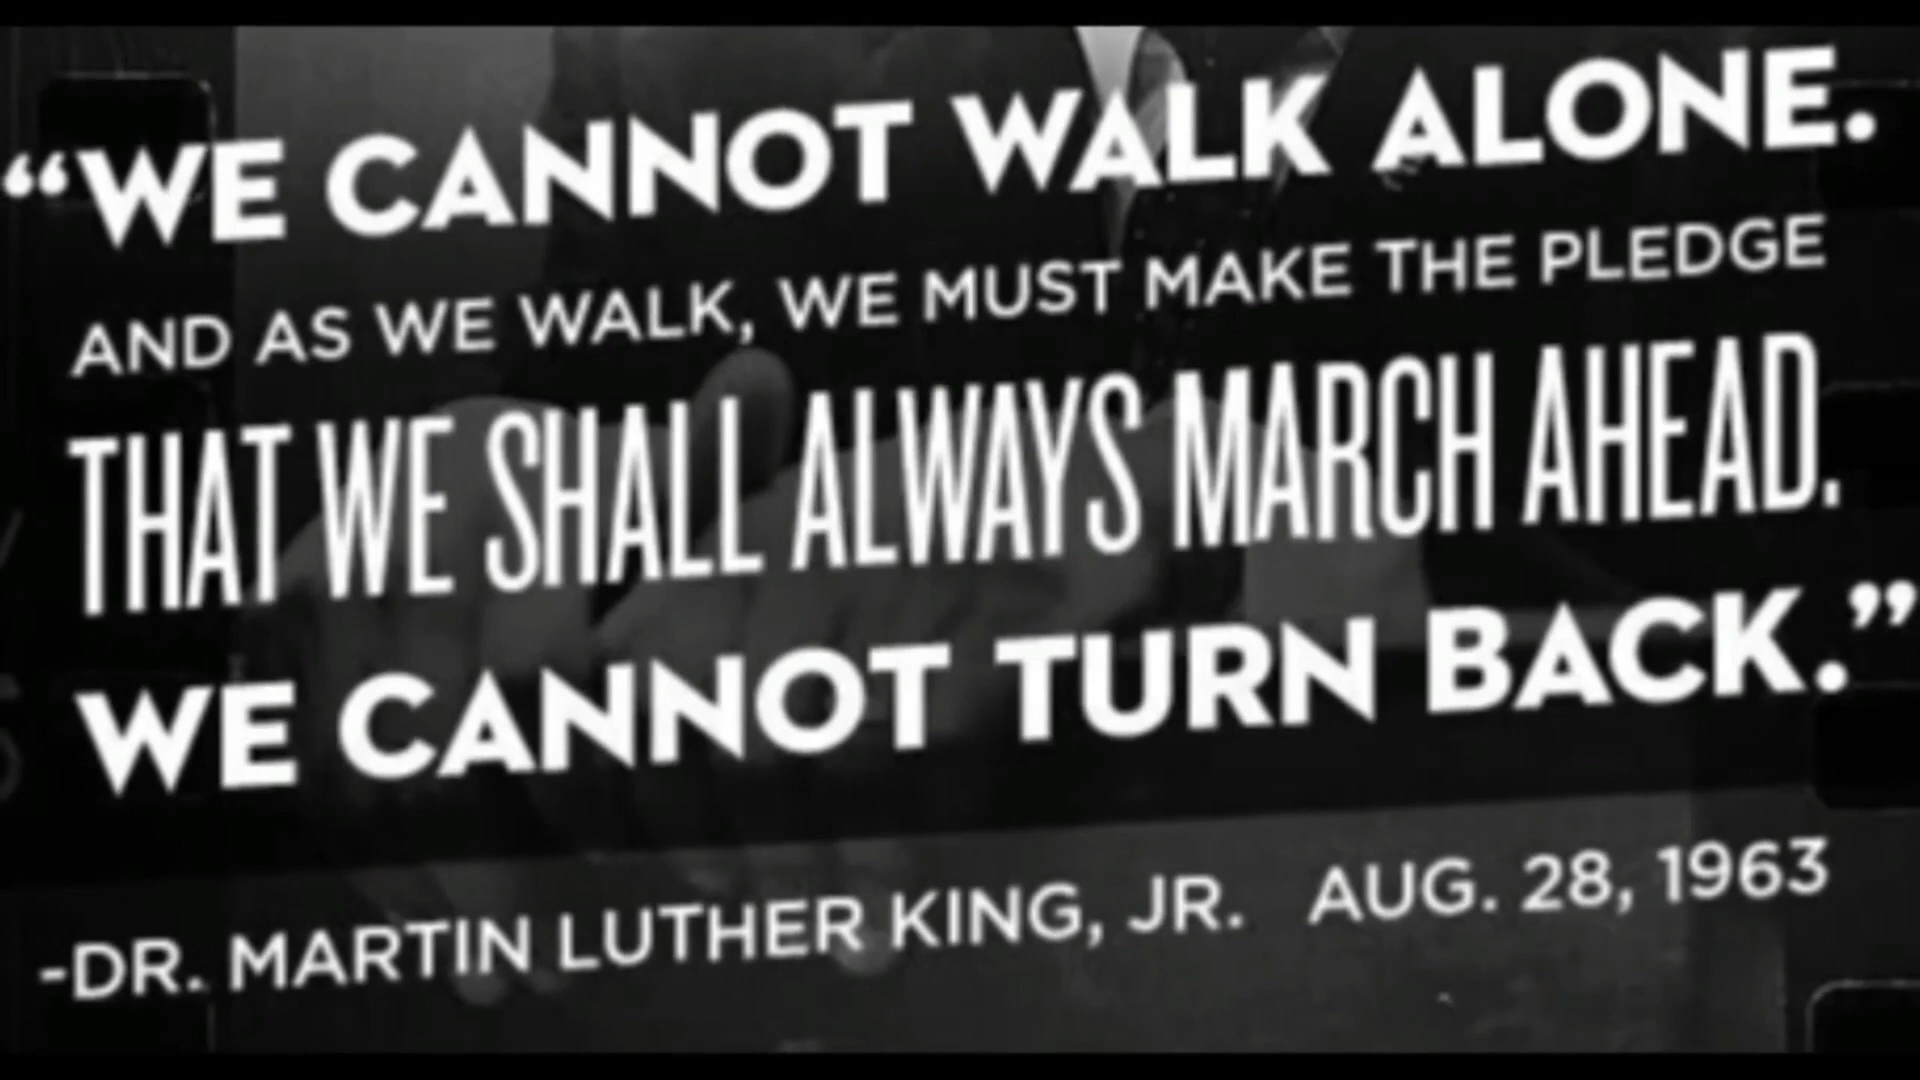 “WE CANNOT WALK ALONE.
AND AS WE WALK, WE MUST MAKE THE PLEDGE
THAT WE SHALL ALWAYS MARCH AHEAD.
WE CANNOT TURN BACK.”
-DR. MARTIN LUTHER KING, JR. AUG. 28, 1963